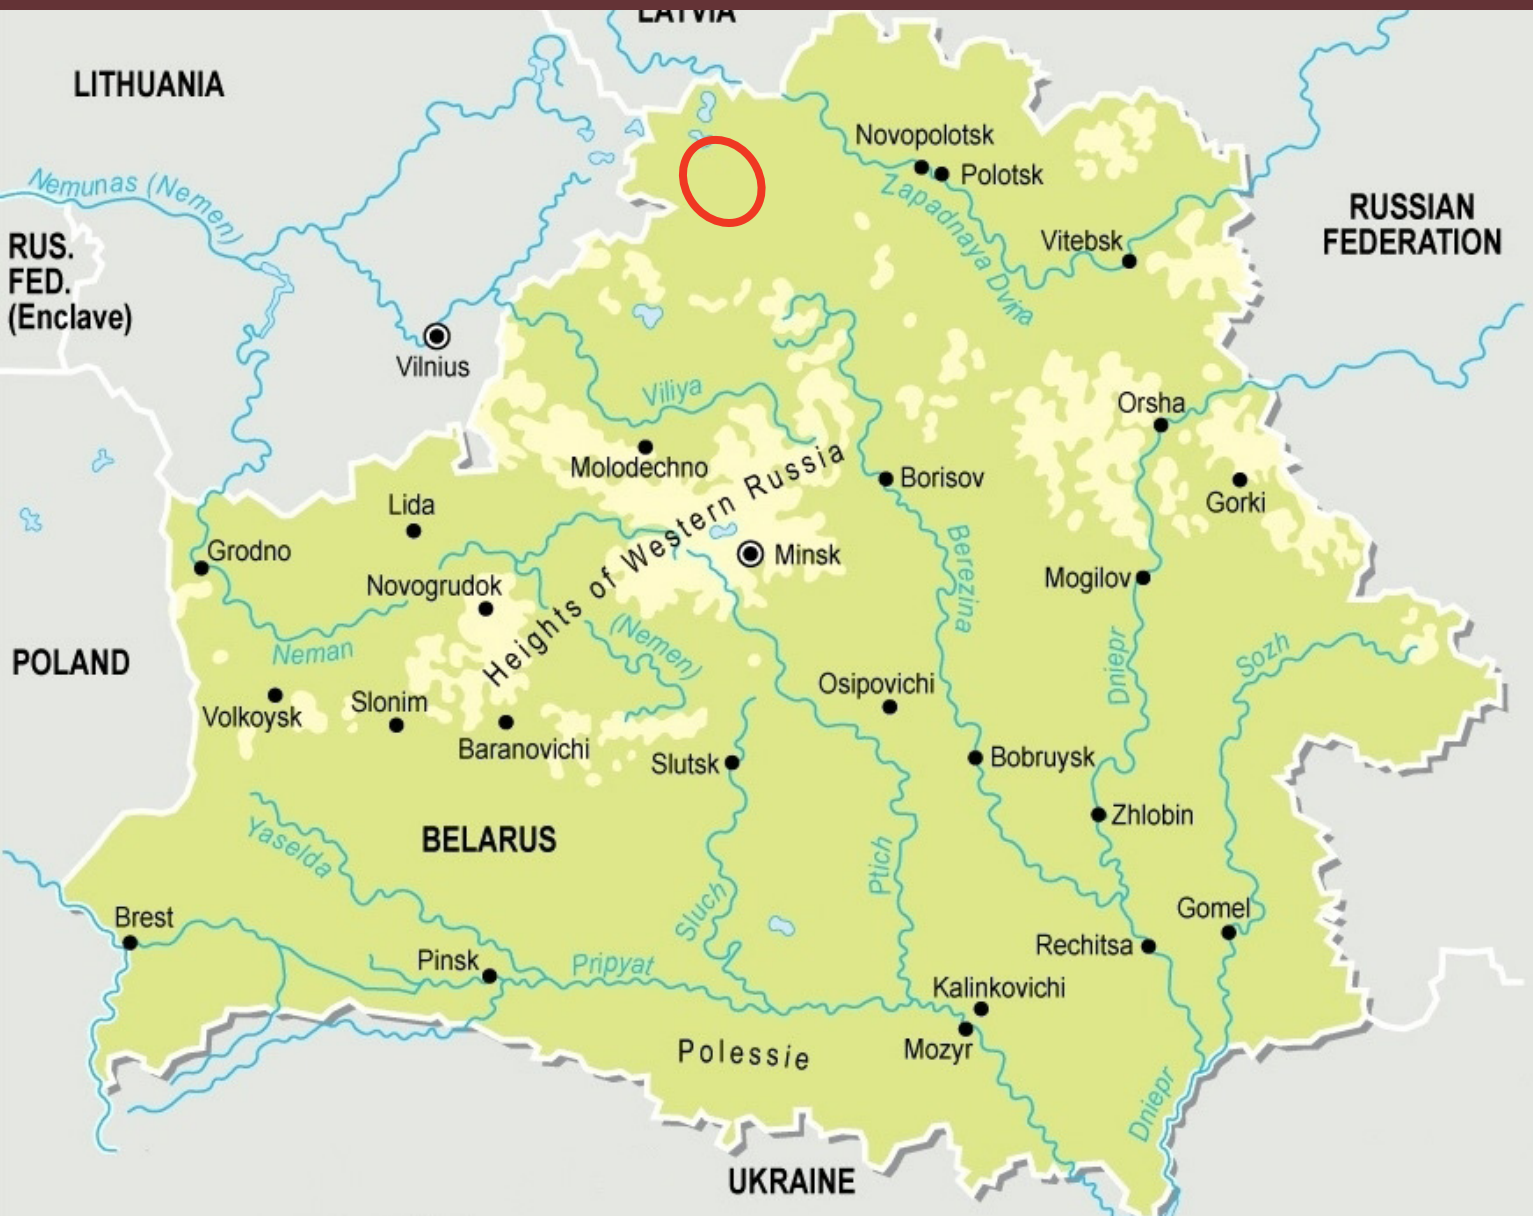 LATVIA
LITHUANIA
Novopolotsk
Polotsk
Nemunas (Nemen)
Zapadnaya Dvina
RUSSIAN
FEDERATION
RUS.
FED.
(Enclave)
Vitebsk
Vilnius
Viliya
Orsha
Molodechno
Borisov
Gorki
Lida
Heights of Western Russia
Grodno
Minsk
Berezina
Novogrudok
Mogilov
Neman
(Nemen)
Dniepr
Sozh
POLAND
Osipovichi
Volkoysk
Slonim
Baranovichi
Slutsk
Bobruysk
Zhlobin
BELARUS
Yaselda
Ptich
Sluch
Brest
Gomel
Rechitsa
Pinsk
Pripyat
Kalinkovichi
Mozyr
Polessie
Dniepr
UKRAINE